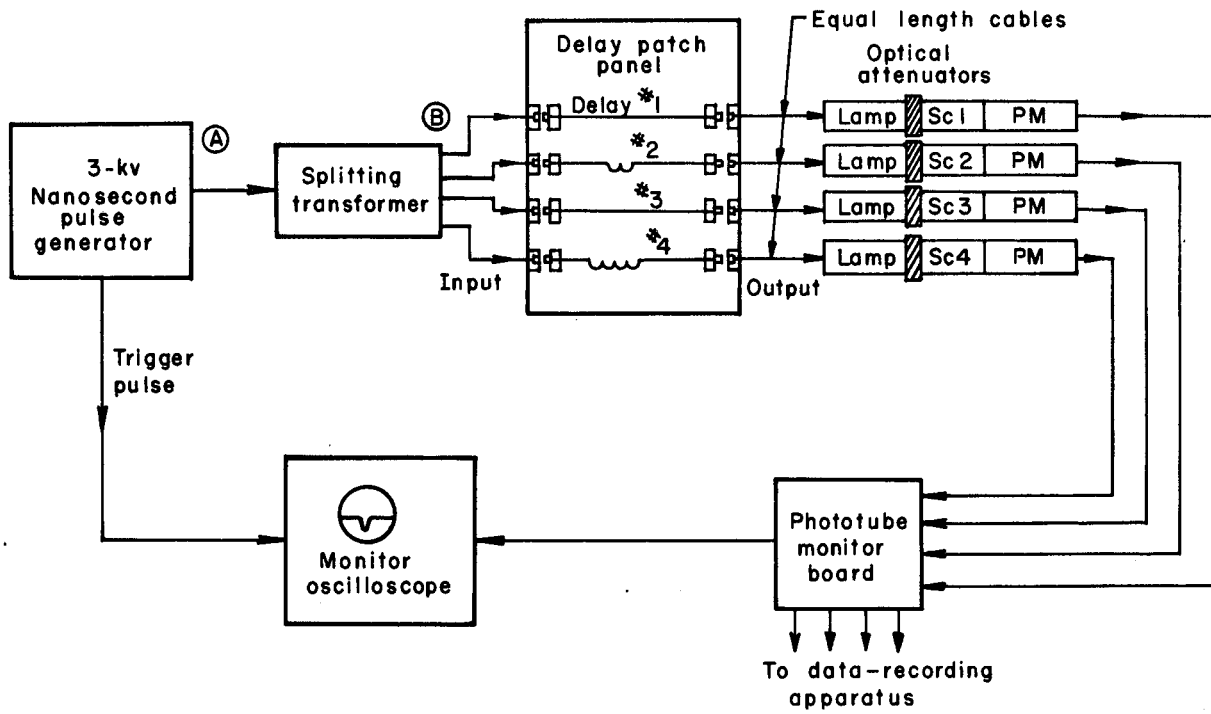 Equal length cables
Delay patch
panel
Optical
attenuators
Delay #1
Lamp Sc1 PM
A
B
3-kv
Nanosecond
pulse
generator
Splitting
transformer
#2
Lamp Sc2 PM
#3
Lamp Sc3 PM
#4
Lamp Sc4 PM
Input
Output
Trigger
pulse
Monitor
oscilloscope
Phototube
monitor
board
To data-recording
apparatus